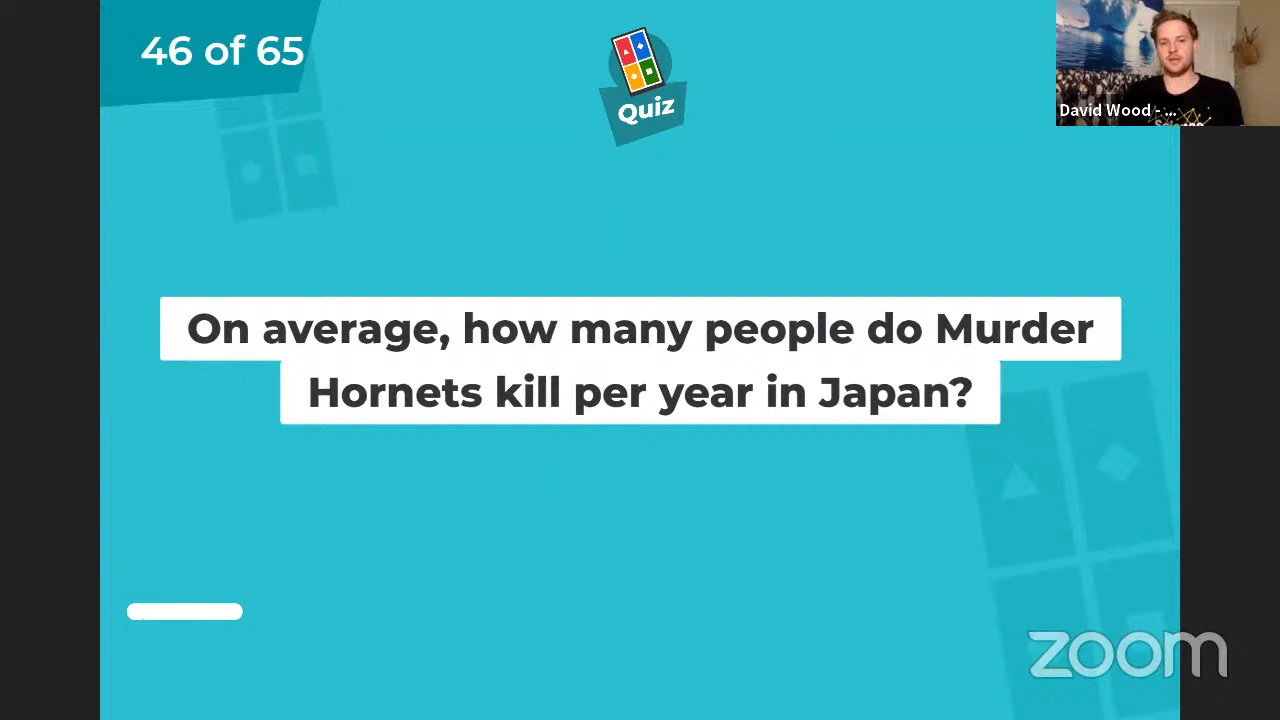 46 of 65
Quiz
David Wood - ...
Science
On average, how many people do Murder
Hornets kill per year in Japan?
zoom